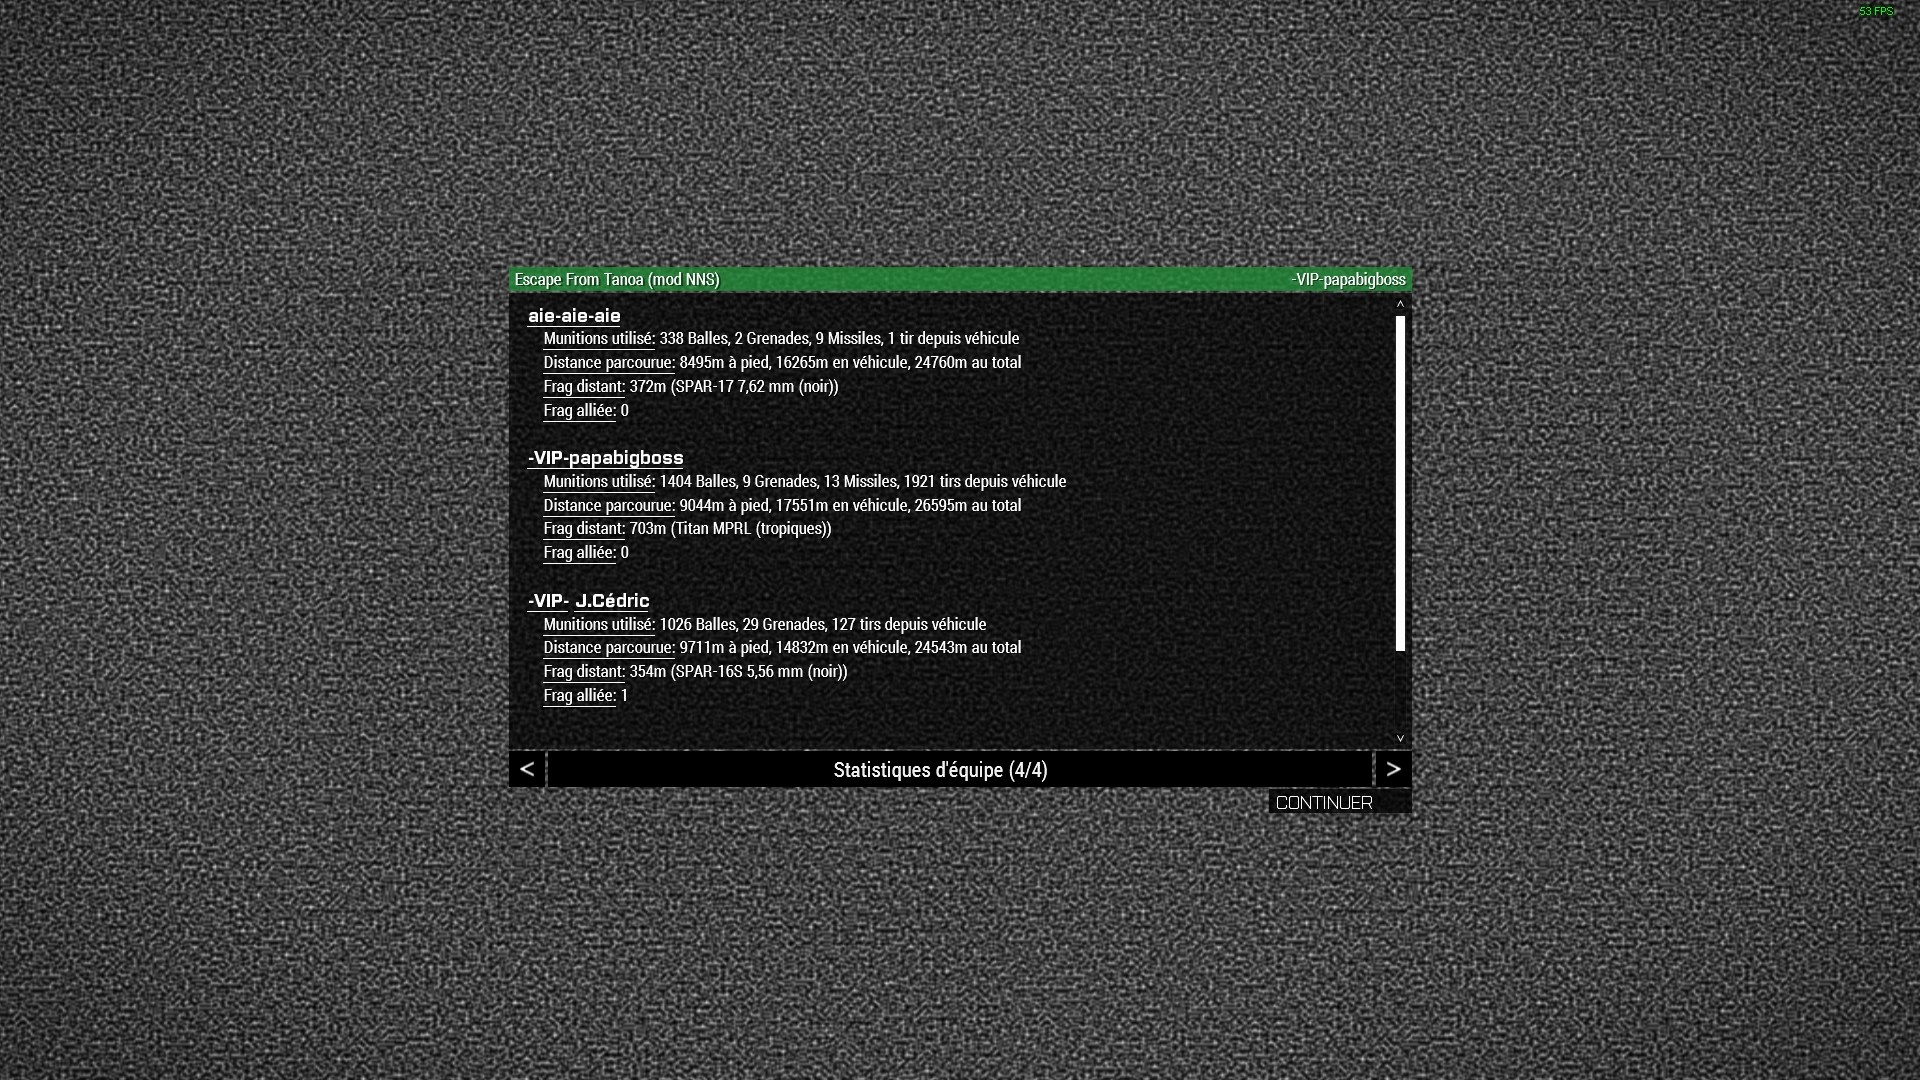 53 FPS
Escape From Tanoa (mod NNS) -VIP-papabigboss
aie-aie-aie
Munitions utilisé: 338 Balles, 2 Grenades, 9 Missiles, 1 tir depuis véhicule
Distance parcourue: 8495m à pied, 16265m en véhicule, 24760m au total
Frag distant: 372m (SPAR-17 7,62 mm (noir))
Frag alliée: 0
-VIP-papabigboss
Munitions utilisé: 1404 Balles, 9 Grenades, 13 Missiles, 1921 tirs depuis véhicule
Distance parcourue: 9044m à pied, 17551m en véhicule, 26595m au total
Frag distant: 703m (Titan MPRL (tropiques))
Frag alliée: 0
-VIP- J.Cédric
Munitions utilisé: 1026 Balles, 29 Grenades, 127 tirs depuis véhicule
Distance parcourue: 9711m à pied, 14832m en véhicule, 24543m au total
Frag distant: 354m (SPAR-16S 5,56 mm (noir))
Frag alliée: 1
< Statistiques d'équipe (4/4) >
CONTINUER